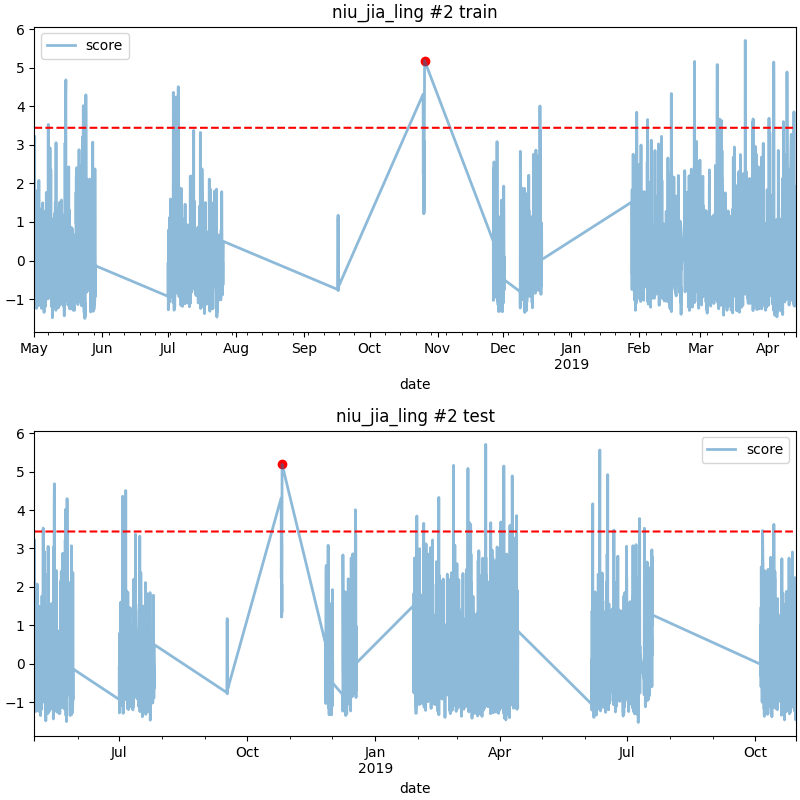 niu_jia_ling #2 train
score
6
5
4
3
2
1
0
−1
May Jun Jul Aug Sep Oct Nov Dec Jan Feb Mar Apr
2019
date
niu_jia_ling #2 test
score
6
5
4
3
2
1
0
−1
Jul Oct Jan Apr Jul Oct
2019
date